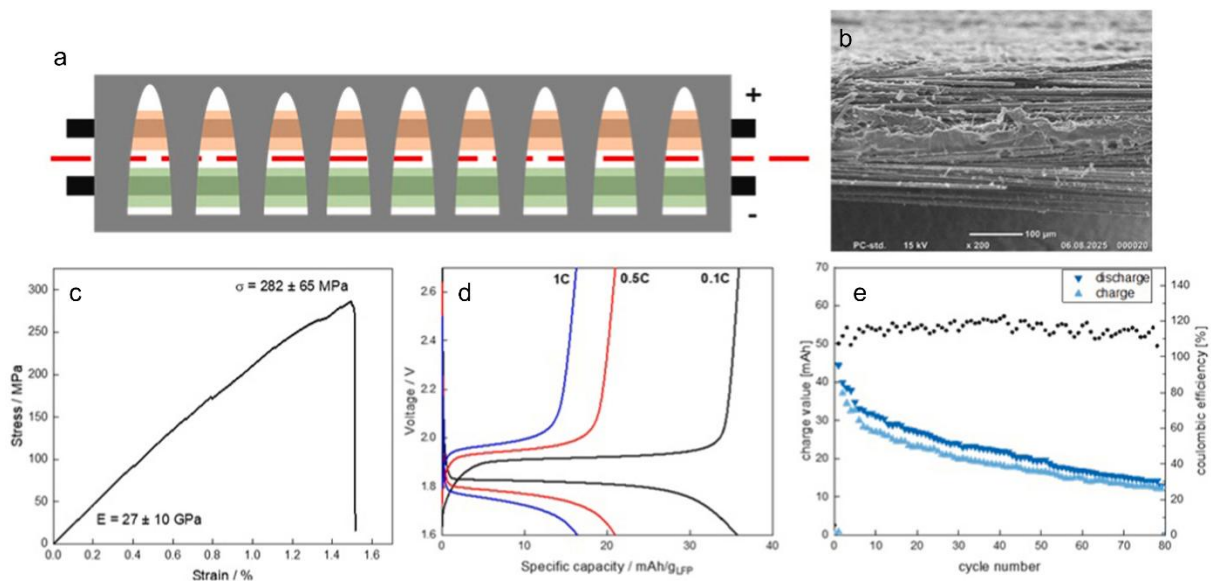 a
+
-
b
100 µm
PC-std. 15 kV x 200 06.08.2025 000020
c
σ = 282 ± 65 MPa
E = 27 ± 10 GPa
Stress / MPa
300
250
200
150
100
50
0
0.0 0.2 0.4 0.6 0.8 1.0 1.2 1.4 1.6
Strain / %
d
1C 0.5C 0.1C
Voltage / V
2.6
2.4
2.2
2.0
1.8
1.6
0 10 20 30 40
Specific capacity / mAh/gLFP
e
discharge
charge
charge value [mAh]
70
60
50
40
30
20
10
0
coulombic efficiency [%]
140
120
100
80
60
40
20
0
0 10 20 30 40 50 60 70 80
cycle number